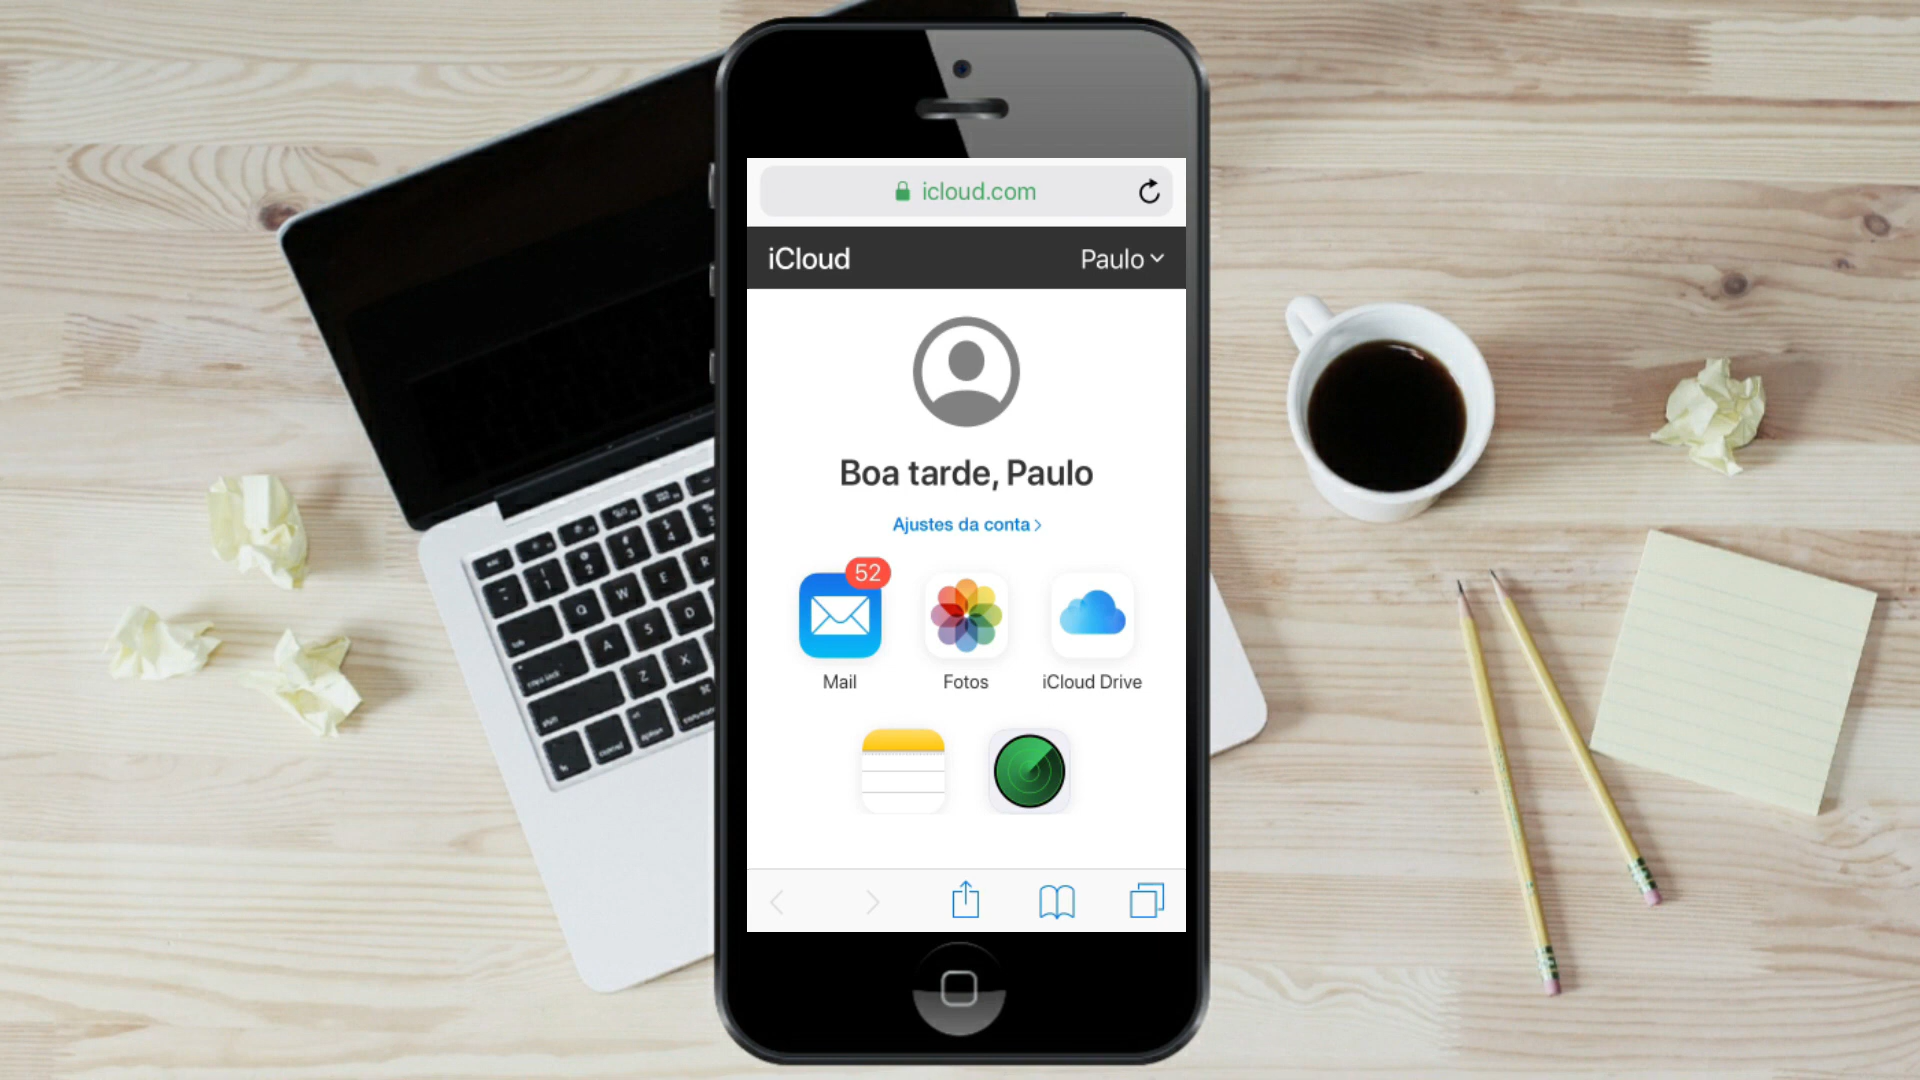 icloud.com
iCloud
Paulo
Boa tarde, Paulo
Ajustes da conta >
52
Mail
Fotos
iCloud Drive